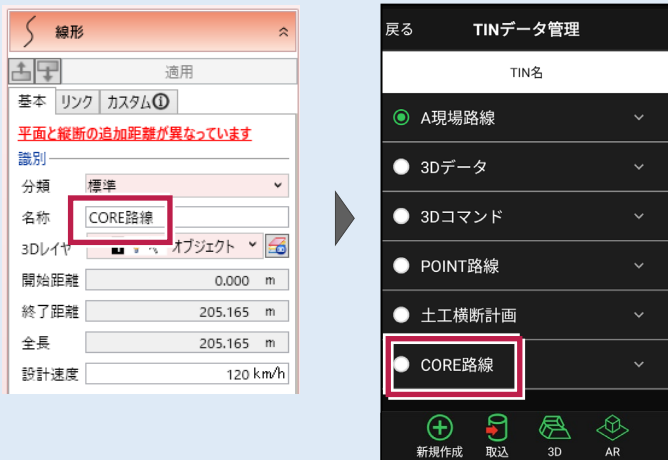 線形
適用
基本 リンク カスタム
平面と縦断の追加距離が異なっています
識別
分類 標準
名称 CORE路線
3Dレイヤ オブジェクト
開始距離 0.000 m
終了距離 205.165 m
全長 205.165 m
設計速度 120 km/h
戻る TINデータ管理
TIN名
A現場路線
3Dデータ
3Dコマンド
POINT路線
土工横断計画
CORE路線
新規作成 取込 3D AR